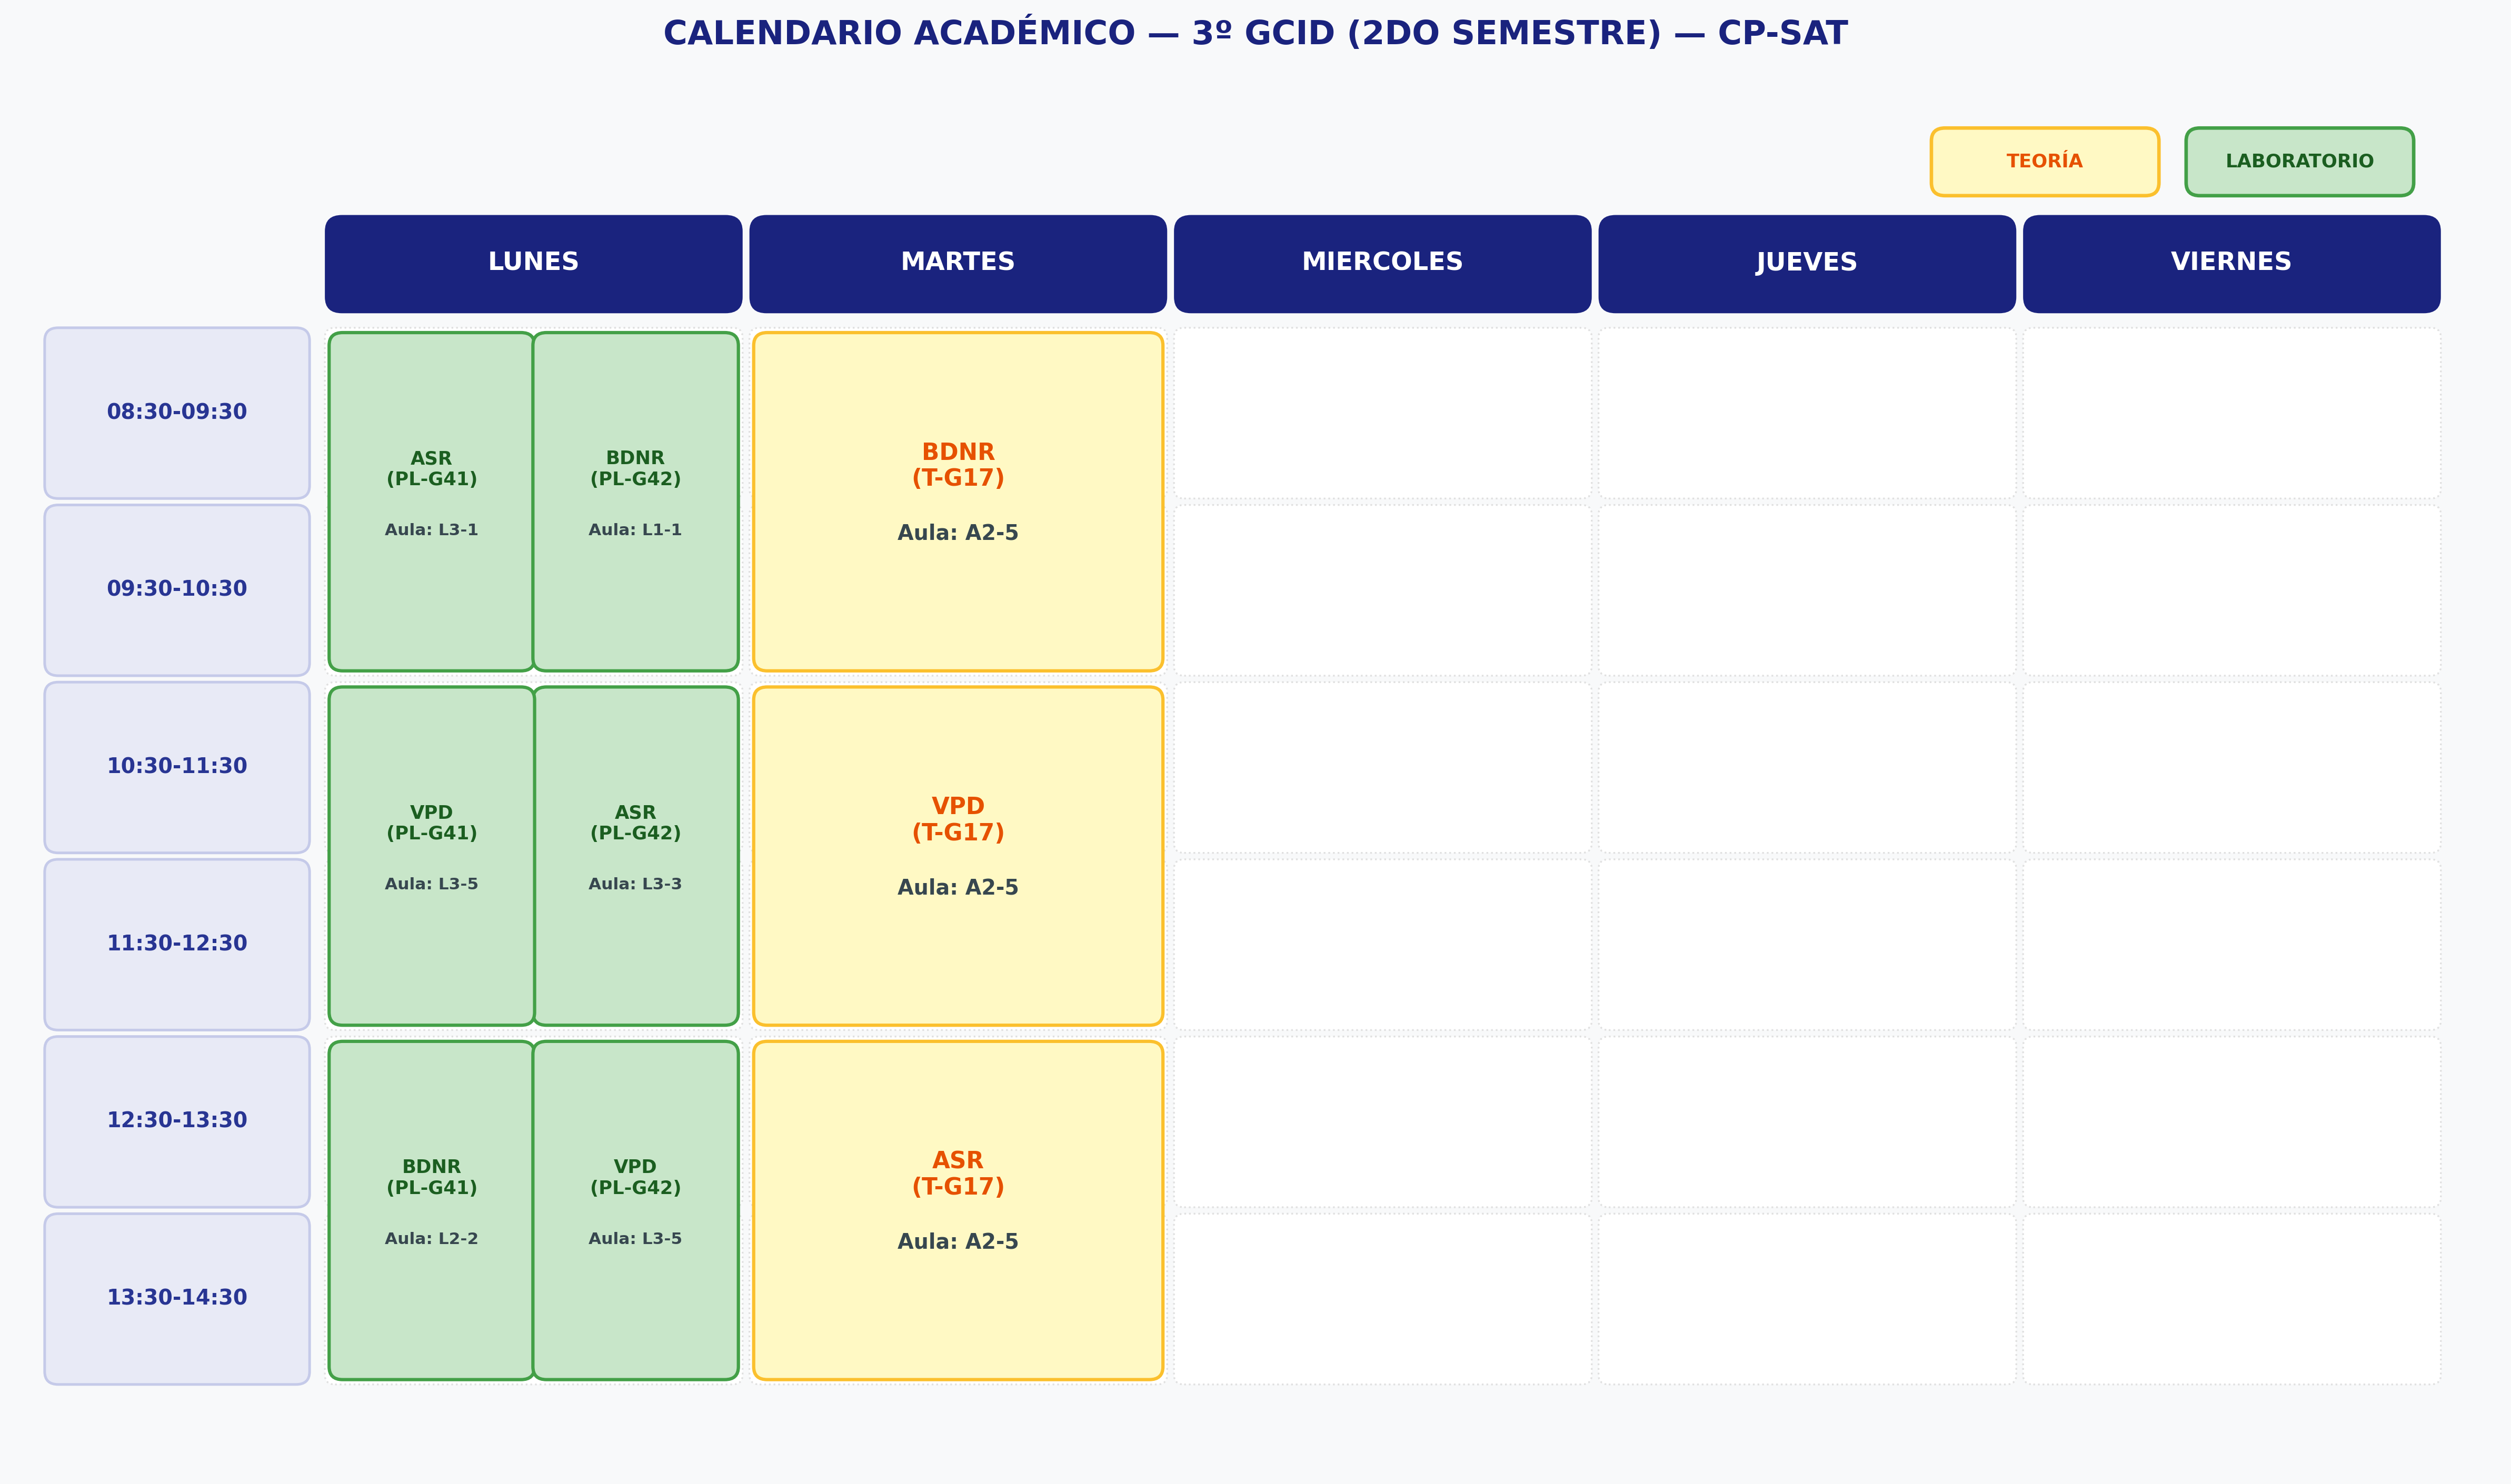 CALENDARIO ACADÉMICO — 3º GCID (2DO SEMESTRE) — CP-SAT
TEORÍA
LABORATORIO
LUNES
MARTES
MIERCOLES
JUEVES
VIERNES
08:30-09:30
09:30-10:30
ASR
(PL-G41)
Aula: L3-1
BDNR
(PL-G42)
Aula: L1-1
BDNR
(T-G17)
Aula: A2-5
10:30-11:30
11:30-12:30
VPD
(PL-G41)
Aula: L3-5
ASR
(PL-G42)
Aula: L3-3
VPD
(T-G17)
Aula: A2-5
12:30-13:30
13:30-14:30
BDNR
(PL-G41)
Aula: L2-2
VPD
(PL-G42)
Aula: L3-5
ASR
(T-G17)
Aula: A2-5